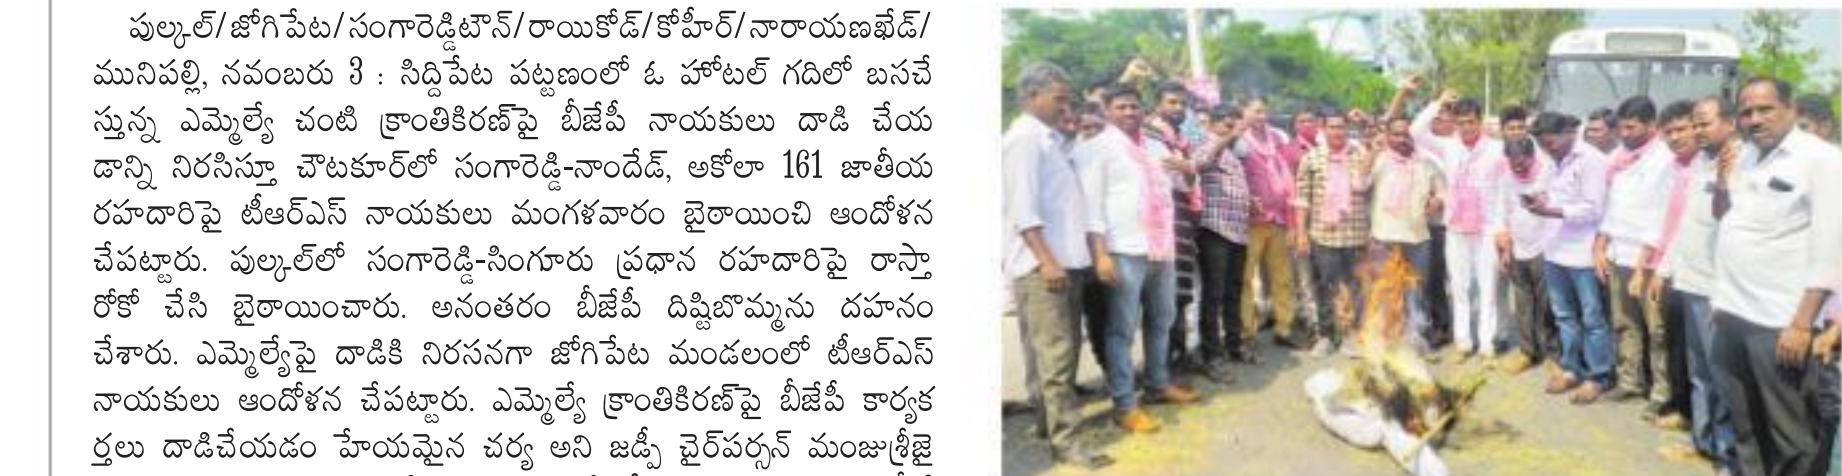 పుల్కల్/జోగిపేట/సంగారెడ్డిటౌన్/రాయికోడ్/కోహీర్/నారాయణఖేడ్/
మునిపల్లి, నవంబరు 3 : సిద్దిపేట పట్టణంలో ఓ హోటల్ గదిలో బసచే
స్తున్న ఎమ్మెల్యే చంటి క్రాంతికిరణ్‌పై బీజేపీ నాయకులు దాడి చేయ
డాన్ని నిరసిస్తూ చౌటకూర్‌లో సంగారెడ్డి-నాందేడ్, అకోలా 161 జాతీయ
రహదారిపై టీఆర్ఎస్ నాయకులు మంగళవారం బైఠాయించి ఆందోళన
చేపట్టారు. పుల్కల్‌లో సంగారెడ్డి-సింగూరు ప్రధాన రహదారిపై రాస్తా
రోకో చేసి బైఠాయించారు. అనంతరం బీజేపీ దిష్టిబొమ్మను దహనం
చేశారు. ఎమ్మెల్యేపై దాడికి నిరసనగా జోగిపేట మండలంలో టీఆర్ఎస్
నాయకులు ఆందోళన చేపట్టారు. ఎమ్మెల్యే క్రాంతికిరణ్‌పై బీజేపీ కార్యక
ర్తలు దాడిచేయడం హేయమైన చర్య అని జడ్పీ చైర్‌పర్సన్ మంజుశ్రీజై